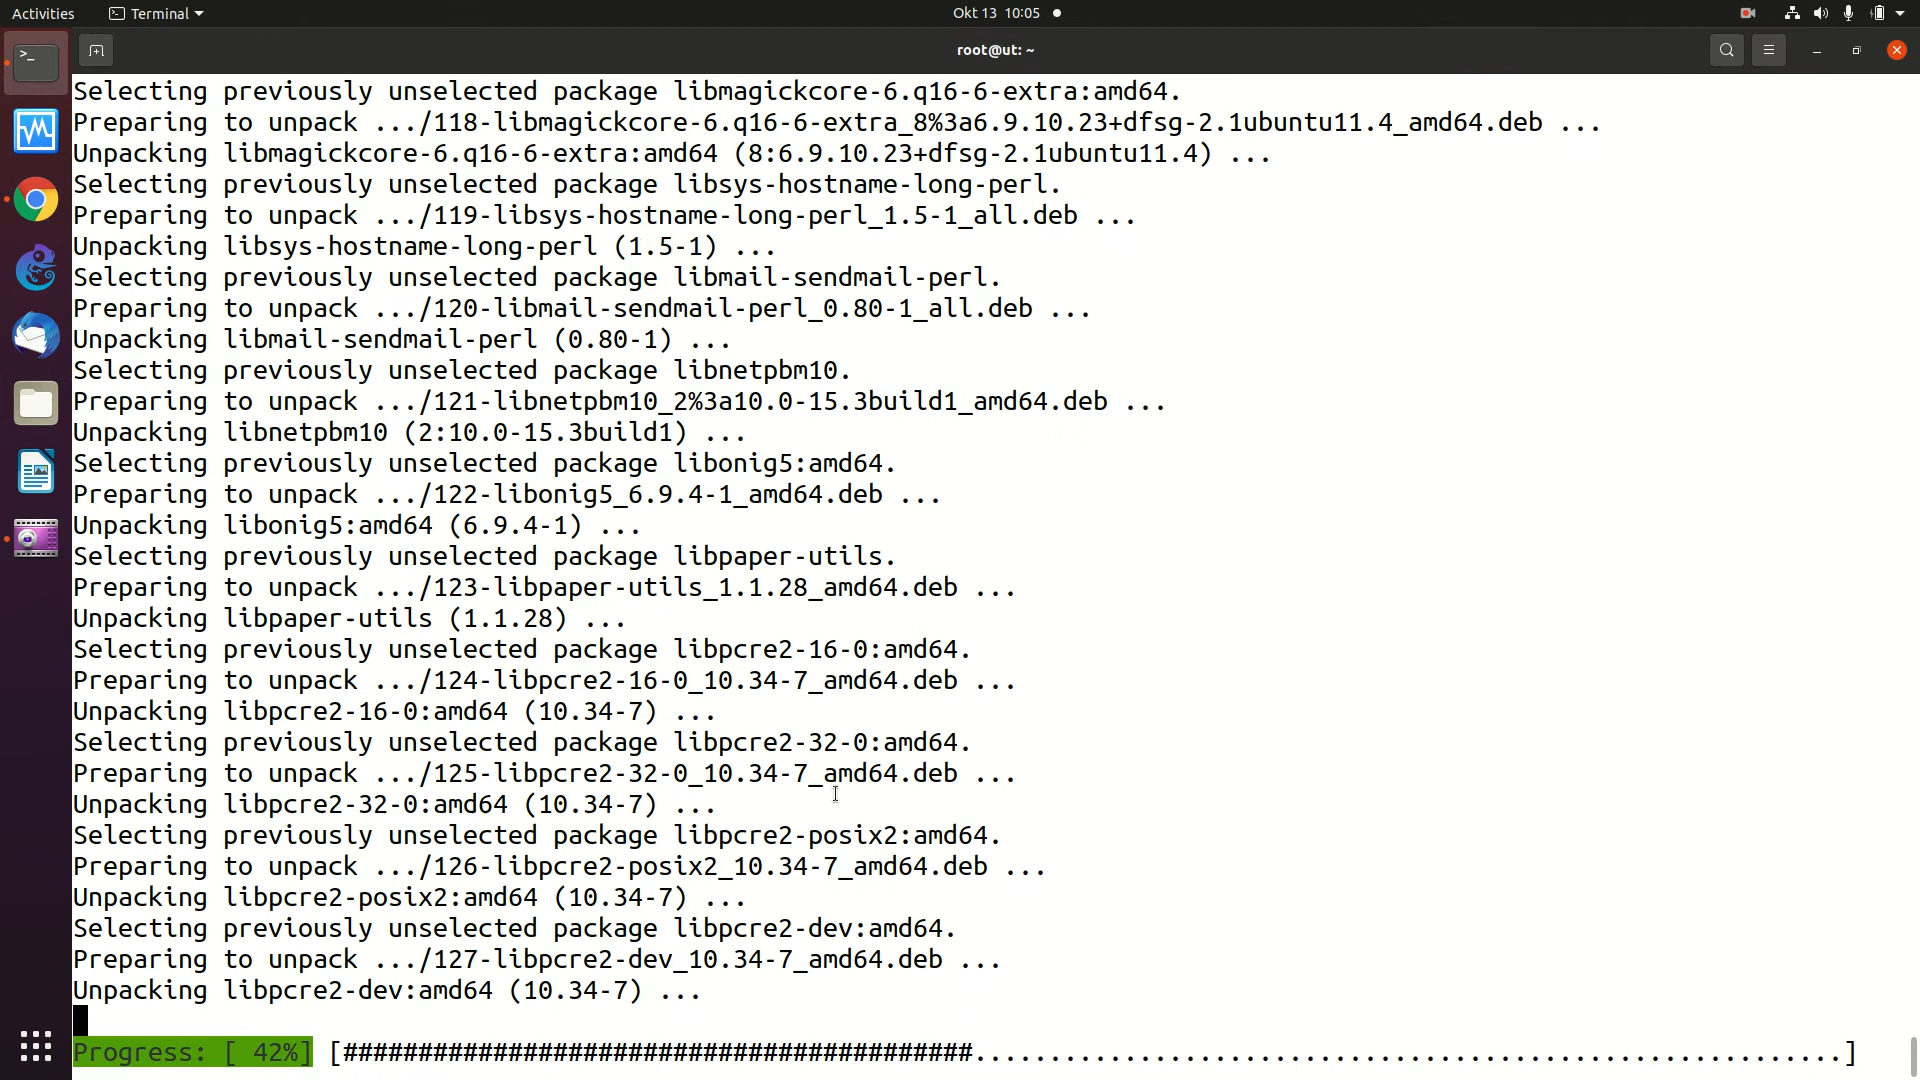 Activities
Terminal
Okt 13 10:05
root@ut: ~
Selecting previously unselected package libmagickcore-6.q16-6-extra:amd64.
Preparing to unpack .../118-libmagickcore-6.q16-6-extra_8%3a6.9.10.23+dfsg-2.1ubuntu11.4_amd64.deb ...
Unpacking libmagickcore-6.q16-6-extra:amd64 (8:6.9.10.23+dfsg-2.1ubuntu11.4) ...
Selecting previously unselected package libsys-hostname-long-perl.
Preparing to unpack .../119-libsys-hostname-long-perl_1.5-1_all.deb ...
Unpacking libsys-hostname-long-perl (1.5-1) ...
Selecting previously unselected package libmail-sendmail-perl.
Preparing to unpack .../120-libmail-sendmail-perl_0.80-1_all.deb ...
Unpacking libmail-sendmail-perl (0.80-1) ...
Selecting previously unselected package libnetpbm10.
Preparing to unpack .../121-libnetpbm10_2%3a10.0-15.3build1_amd64.deb ...
Unpacking libnetpbm10 (2:10.0-15.3build1) ...
Selecting previously unselected package libonig5:amd64.
Preparing to unpack .../122-libonig5_6.9.4-1_amd64.deb ...
Unpacking libonig5:amd64 (6.9.4-1) ...
Selecting previously unselected package libpaper-utils.
Preparing to unpack .../123-libpaper-utils_1.1.28_amd64.deb ...
Unpacking libpaper-utils (1.1.28) ...
Selecting previously unselected package libpcre2-16-0:amd64.
Preparing to unpack .../124-libpcre2-16-0_10.34-7_amd64.deb ...
Unpacking libpcre2-16-0:amd64 (10.34-7) ...
Selecting previously unselected package libpcre2-32-0:amd64.
Preparing to unpack .../125-libpcre2-32-0_10.34-7_amd64.deb ...
Unpacking libpcre2-32-0:amd64 (10.34-7) ...
Selecting previously unselected package libpcre2-posix2:amd64.
Preparing to unpack .../126-libpcre2-posix2_10.34-7_amd64.deb ...
Unpacking libpcre2-posix2:amd64 (10.34-7) ...
Selecting previously unselected package libpcre2-dev:amd64.
Preparing to unpack .../127-libpcre2-dev_10.34-7_amd64.deb ...
Unpacking libpcre2-dev:amd64 (10.34-7) ...
Progress: [ 42%] [##########################################..........................................................]